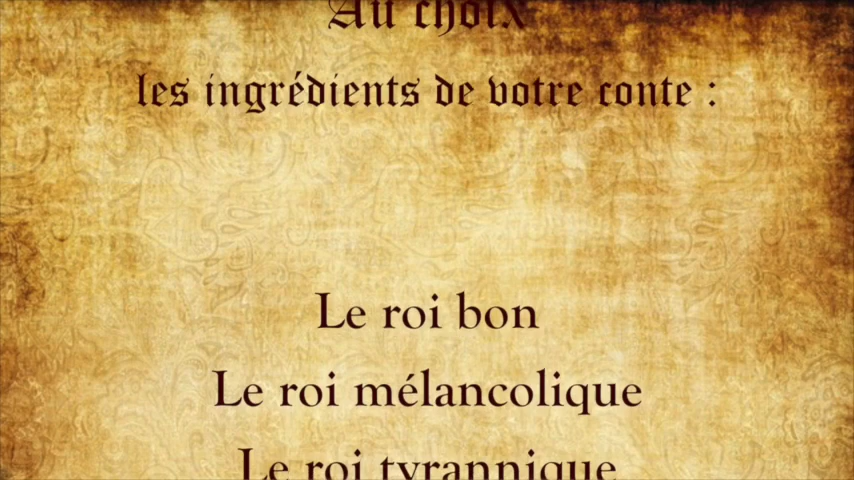 Au choix
les ingrédients de votre conte :
Le roi bon
Le roi mélancolique
Le roi tyrannique